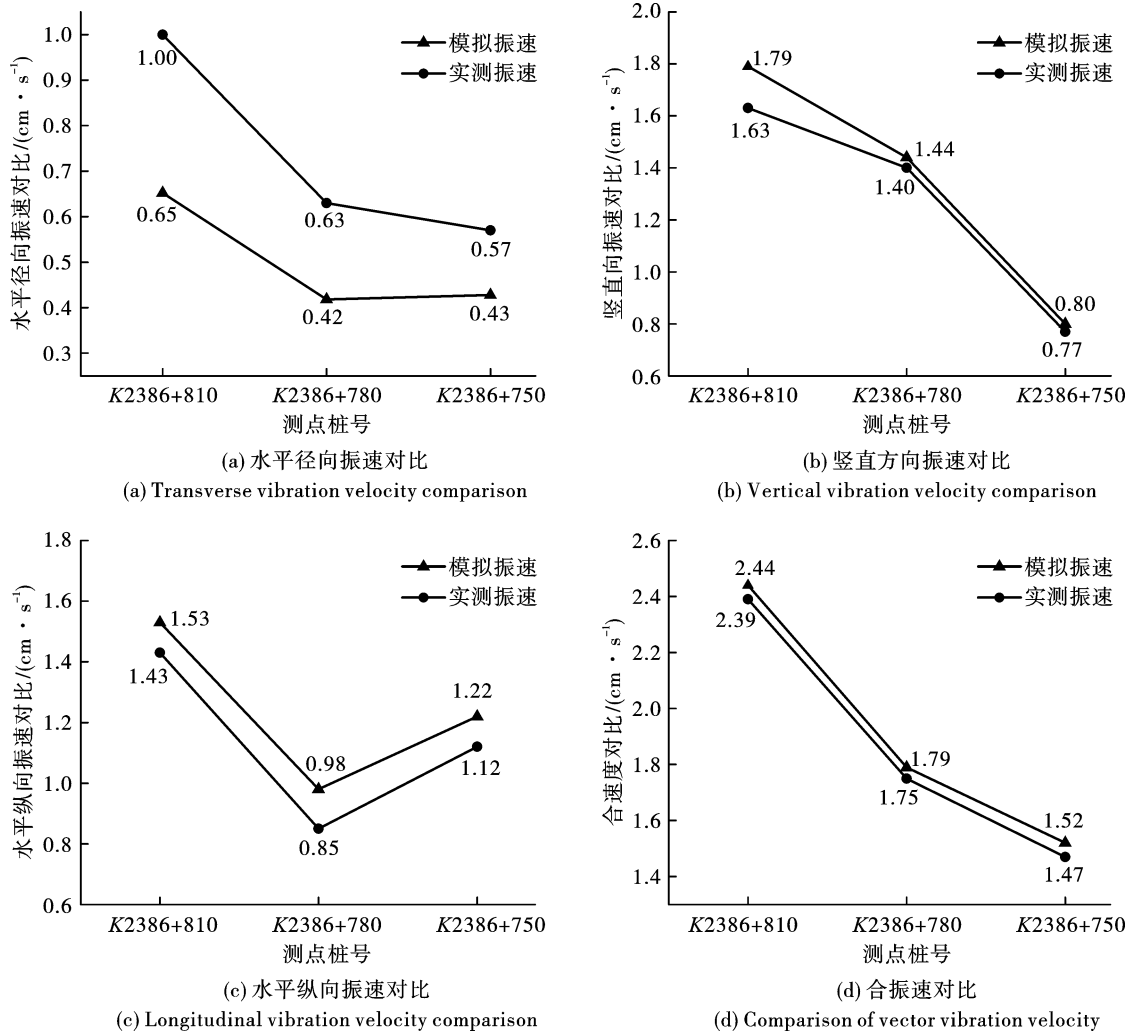 水平径向振速对比/(cm·s⁻¹)
1.0
0.9
0.8
0.7
0.6
0.5
0.4
0.3
模拟振速
实测振速
1.00
0.63
0.57
0.65
0.42
0.43
K2386+810 K2386+780 K2386+750
测点桩号
(a) 水平径向振速对比
(a) Transverse vibration velocity comparison
竖直向振速对比/(cm·s⁻¹)
2.0
1.8
1.6
1.4
1.2
1.0
0.8
0.6
模拟振速
实测振速
1.79
1.44
0.80
1.63
1.40
0.77
K2386+810 K2386+780 K2386+750
测点桩号
(b) 竖直方向振速对比
(b) Vertical vibration velocity comparison
水平纵向振速对比/(cm·s⁻¹)
1.8
1.6
1.4
1.2
1.0
0.8
0.6
模拟振速
实测振速
1.53
0.98
1.22
1.43
0.85
1.12
K2386+810 K2386+780 K2386+750
测点桩号
(c) 水平纵向振速对比
(c) Longitudinal vibration velocity comparison
合速度对比/(cm·s⁻¹)
2.6
2.4
2.2
2.0
1.8
1.6
1.4
模拟振速
实测振速
2.44
1.79
1.52
2.39
1.75
1.47
K2386+810 K2386+780 K2386+750
测点桩号
(d) 合振速对比
(d) Comparison of vector vibration velocity